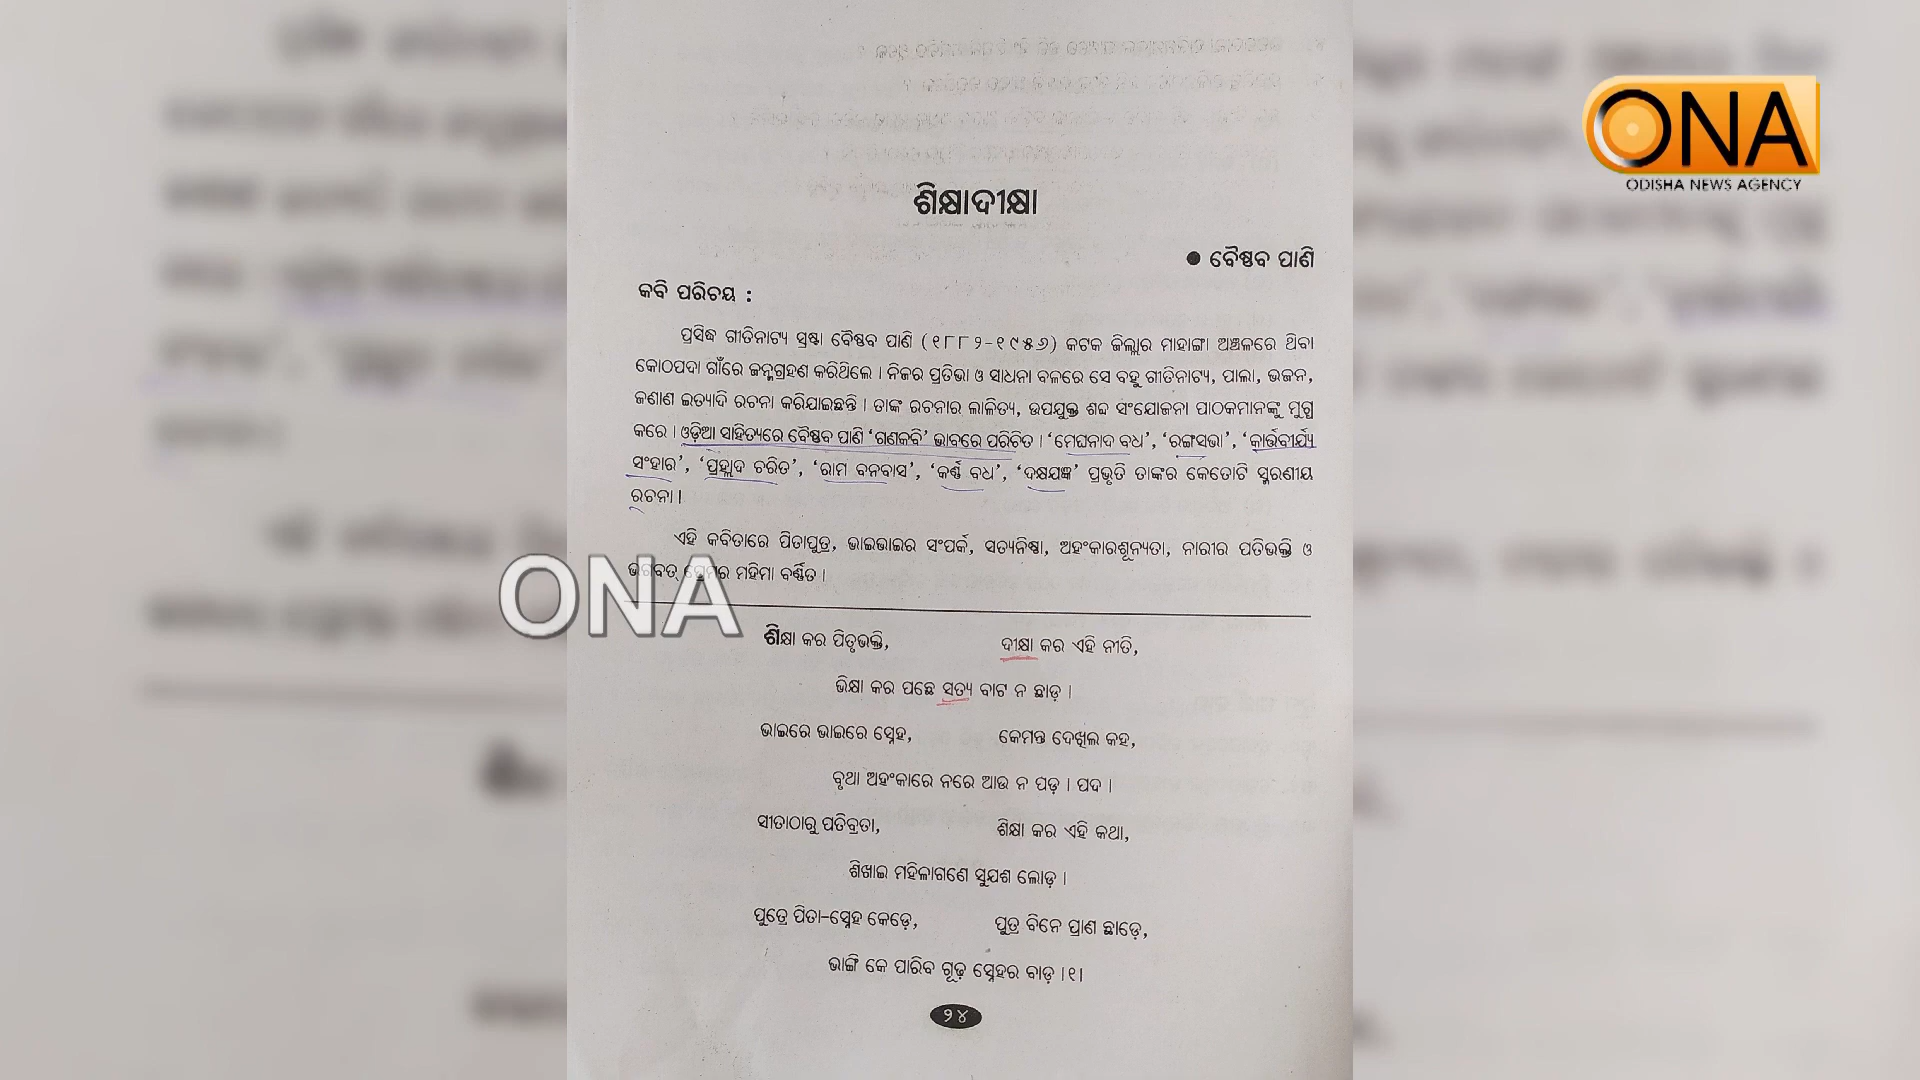 ONA
ODISHA NEWS AGENCY
ଶିକ୍ଷାଦୀକ୍ଷା
● ବୈଷ୍ଣବ ପାଣି
କବି ପରିଚୟ :
ପ୍ରସିଦ୍ଧ ଗୀତିନାଟ୍ୟ ସ୍ରଷ୍ଟା ବୈଷ୍ଣବ ପାଣି (୧୮୮୨-୧୯୫୬) କଟକ ଜିଲ୍ଲାର ମାହାଙ୍ଗା ଅଞ୍ଚଳରେ ଥିବା
କୋଠପଦା ଗାଁରେ ଜନ୍ମଗ୍ରହଣ କରିଥିଲେ । ନିଜର ପ୍ରତିଭା ଓ ସାଧନା ବଳରେ ସେ ବହୁ ଗୀତିନାଟ୍ୟ, ପାଲା, ଭଜନ,
ଜଣାଣ ଇତ୍ୟାଦି ରଚନା କରିଯାଇଛନ୍ତି । ତାଙ୍କ ରଚନାର ଲାଳିତ୍ୟ, ଉପଯୁକ୍ତ ଶବ୍ଦ ସଂଯୋଜନା ପାଠକମାନଙ୍କୁ ମୁଗ୍ଧ
କରେ । ଓଡ଼ିଆ ସାହିତ୍ୟରେ ବୈଷ୍ଣବ ପାଣି ‘ଗଣକବି’ ଭାବରେ ପରିଚିତ । ‘ମେଘନାଦ ବଧ’, ‘ରଙ୍ଗସଭା’, ‘କାର୍ତ୍ତବୀର୍ଯ୍ୟ
ସଂହାର’, ‘ପ୍ରହ୍ଲାଦ ଚରିତ’, ‘ରାମ ବନବାସ’, ‘କର୍ଣ୍ଣ ବଧ’, ‘ଦକ୍ଷଯଜ୍ଞ’ ପ୍ରଭୃତି ତାଙ୍କର କେତୋଟି ସ୍ମରଣୀୟ
ରଚନା ।
ଏହି କବିତାରେ ପିତାପୁତ୍ର, ଭାଇଭାଇର ସଂପର୍କ, ସତ୍ୟନିଷ୍ଠା, ଅହଂକାରଶୂନ୍ୟତା, ନାରୀର ପତିଭକ୍ତି ଓ
ଭଗବତ୍ ପ୍ରେମର ମହିମା ବର୍ଣ୍ଣିତ ।
ONA
ଶିକ୍ଷା କର ପିତୃଭକ୍ତି, ଦୀକ୍ଷା କର ଏହି ନୀତି,
ଭିକ୍ଷା କର ପଛେ ସତ୍ୟ ବାଟ ନ ଛାଡ଼ ।
ଭାଇରେ ଭାଇରେ ସ୍ନେହ, କେମନ୍ତ ଦେଖିଲ କହ,
ବୃଥା ଅହଂକାରେ ନରେ ଆଉ ନ ପଡ଼ । ପଦ ।
ସୀତାଠାରୁ ପତିବ୍ରତା, ଶିକ୍ଷା କର ଏହି କଥା,
ଶିଖାଇ ମହିଳାଗଣେ ସୁଯଶ ଲୋଡ଼ ।
ପୁତ୍ରେ ପିତା-ସ୍ନେହ କେଡ଼େ, ପୁତ୍ର ବିନେ ପ୍ରାଣ ଛାଡ଼େ,
ଭାଙ୍ଗି କେ ପାରିବ ଗୂଢ଼ ସ୍ନେହର ବାଡ଼ ।୧।
୨୪